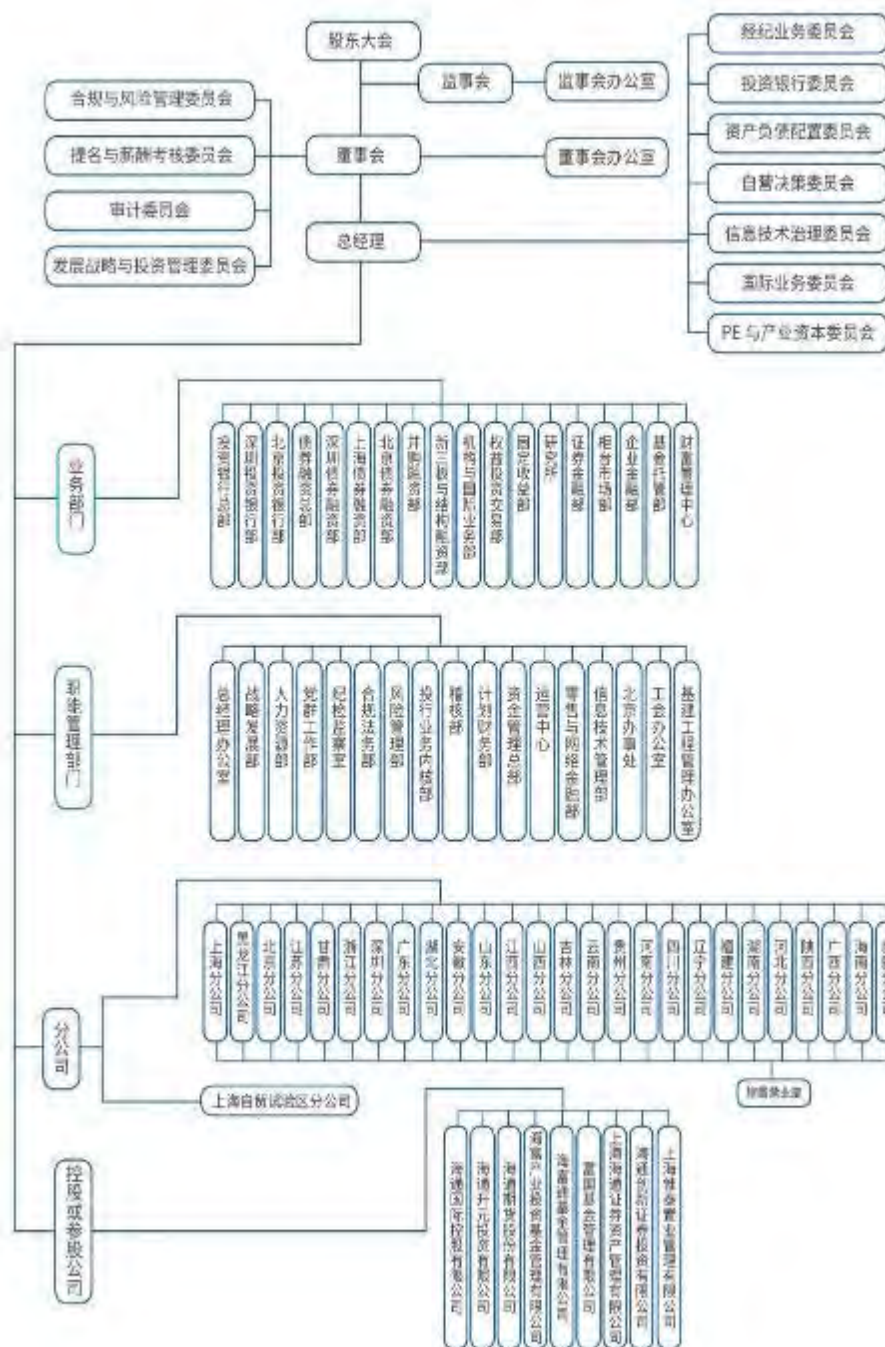 股东大会
监事会
监事会办公室
董事会
董事会办公室
总经理
合规与风险管理委员会
提名与薪酬考核委员会
审计委员会
发展战略与投资管理委员会
经纪业务委员会
投资银行委员会
资产负债配置委员会
自营决策委员会
信息技术治理委员会
国际业务委员会
PE与产业资本委员会
业务部门
投资银行总部
深圳投资银行部
北京投资银行部
债券融资总部
深圳债券融资部
上海债券融资部
北京债券融资部
并购融资部
新三板与结构融资部
机构与国际业务部
权益投资交易部
固定收益部
研究所
证券金融部
柜台市场部
企业金融部
基金托管部
财富管理中心
职能管理部门
总经理办公室
战略发展部
人力资源部
党群工作部
纪检监察室
合规法务部
风险管理部
投行业务内核部
稽核部
计划财务部
资金管理总部
运营中心
零售与网络金融部
信息技术管理部
北京办事处
工会办公室
基建工程管理办公室
分公司
上海分公司
黑龙江分公司
北京分公司
江苏分公司
甘肃分公司
浙江分公司
深圳分公司
广东分公司
湖北分公司
安徽分公司
山东分公司
江西分公司
山西分公司
吉林分公司
云南分公司
贵州分公司
河南分公司
四川分公司
辽宁分公司
福建分公司
湖南分公司
河北分公司
陕西分公司
广西分公司
海南分公司
上海自贸试验区分公司
控股或参股公司
海通国际控股有限公司
海通开元投资有限公司
海通期货股份有限公司
海富产业投资基金管理有限公司
海富通基金管理有限公司
富国基金管理有限公司
上海海通证券资产管理有限公司
海通创新证券投资有限公司
上海惟泰置业管理有限公司